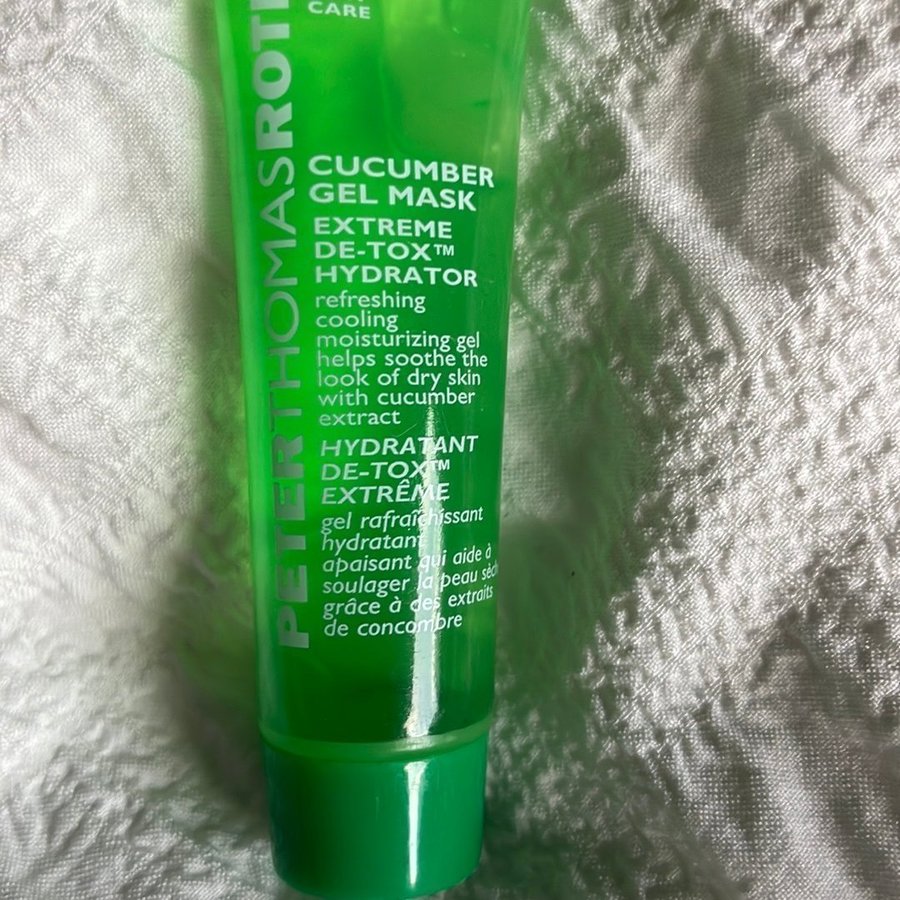 CARE
PETERTHOMASROT
CUCUMBER
GEL MASK
EXTREME
DE-TOX™
HYDRATOR
refreshing
cooling
moisturizing gel
helps soothe the
look of dry skin
with cucumber
extract
HYDRATANT
DE-TOX™
EXTRÊME
gel rafraîchissant
hydratant
apaisant qui aide à
soulager la peau sèche
grâce à des extraits
de concombre